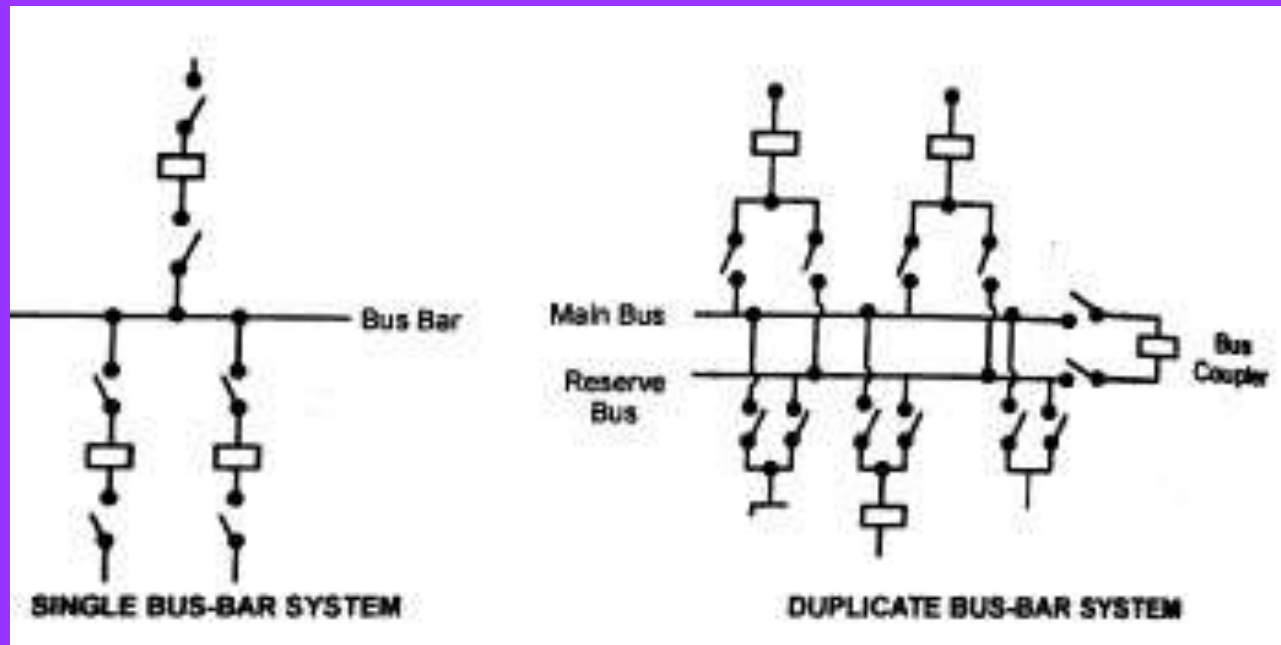 Bus Bar
SINGLE BUS-BAR SYSTEM
Main Bus
Reserve
Bus
Bus
Coupler
DUPLICATE BUS-BAR SYSTEM